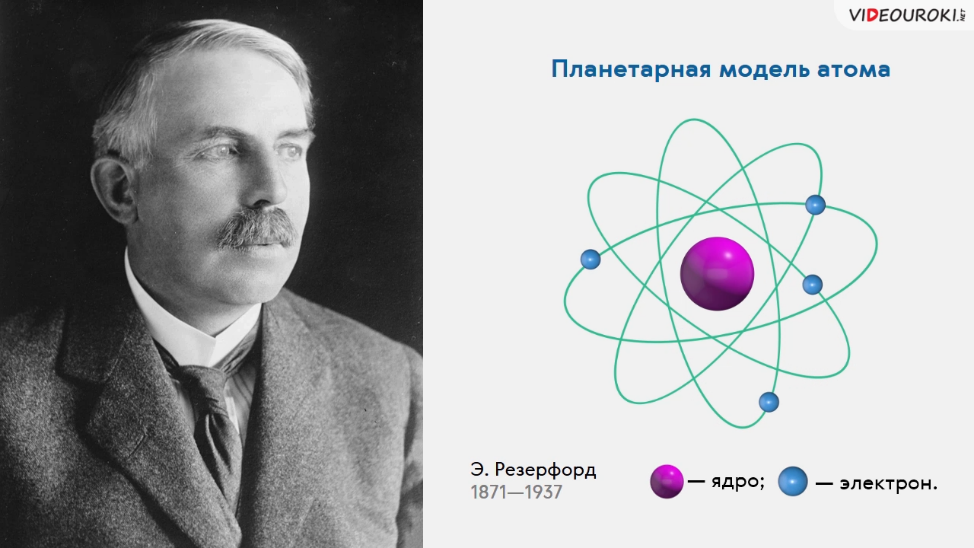 VIDEOUROKI.NET
Планетарная модель атома
Э. Резерфорд
1871—1937
— ядро; — электрон.